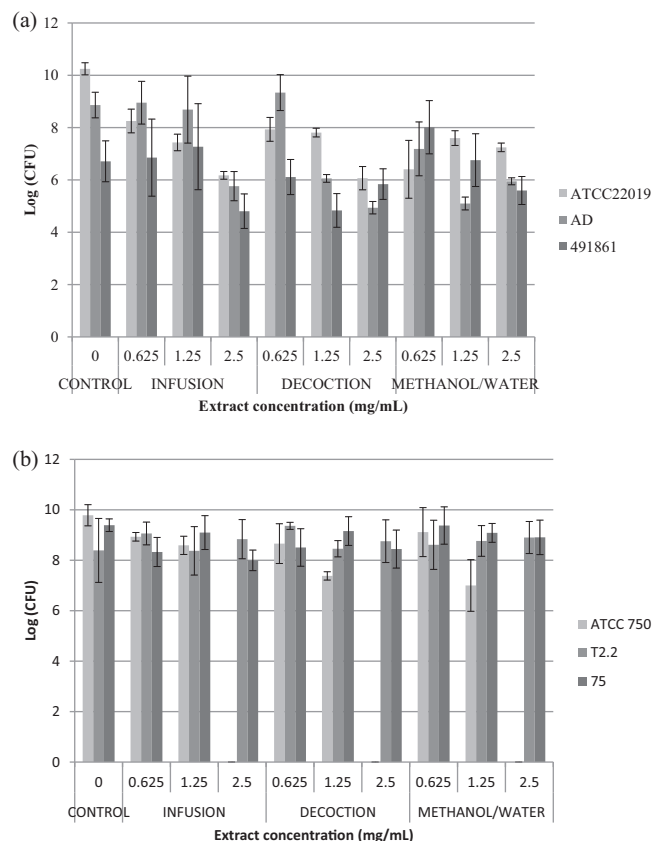 (a)
12
10
8
6
4
2
0
Log (CFU)
0 0.625 1.25 2.5 0.625 1.25 2.5 0.625 1.25 2.5
CONTROL INFUSION DECOCTION METHANOL/WATER
Extract concentration (mg/mL)
ATCC22019
AD
491861
(b)
12
10
8
6
4
2
0
Log (CFU)
0 0.625 1.25 2.5 0.625 1.25 2.5 0.625 1.25 2.5
CONTROL INFUSION DECOCTION METHANOL/WATER
Extract concentration (mg/mL)
ATCC 750
T2.2
75